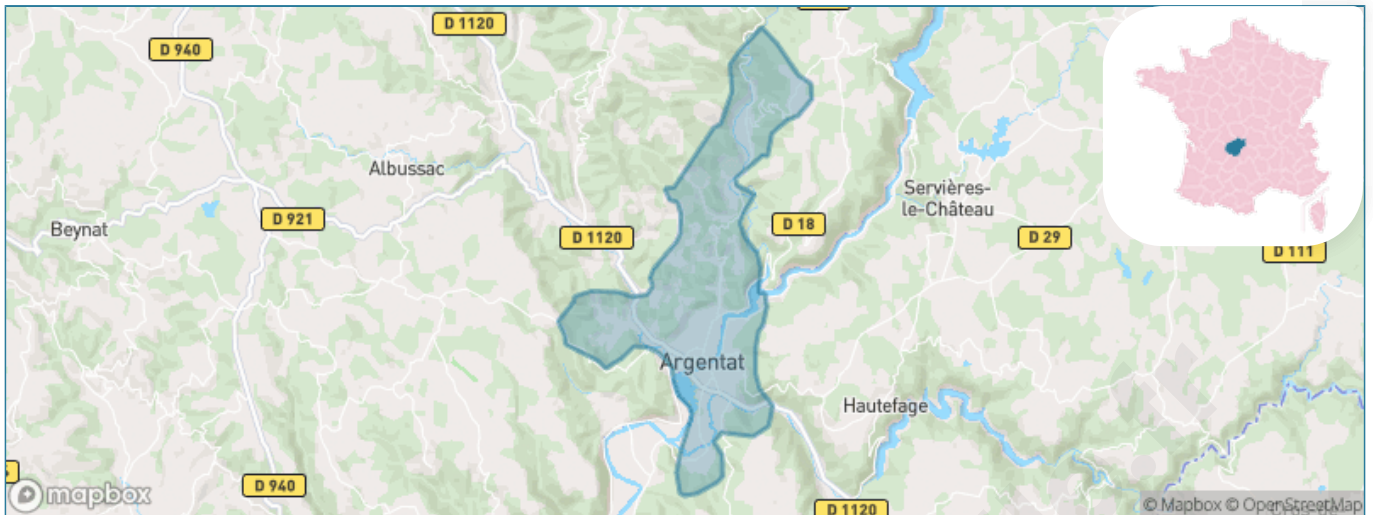 D 1120
D 940
Albussac
Servières-
le-Château
Beynat
D 921
D 18
D 1120
D 29
D 111
Argentat
Hautefage
D 940
D 1120
mapbox
© Mapbox © OpenStreetMap